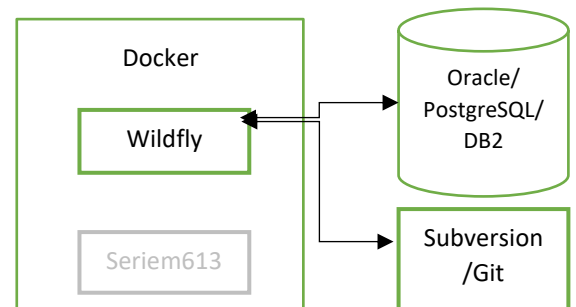 Docker
Wildfly
Seriem613
Oracle/
PostgreSQL/
DB2
Subversion
/Git